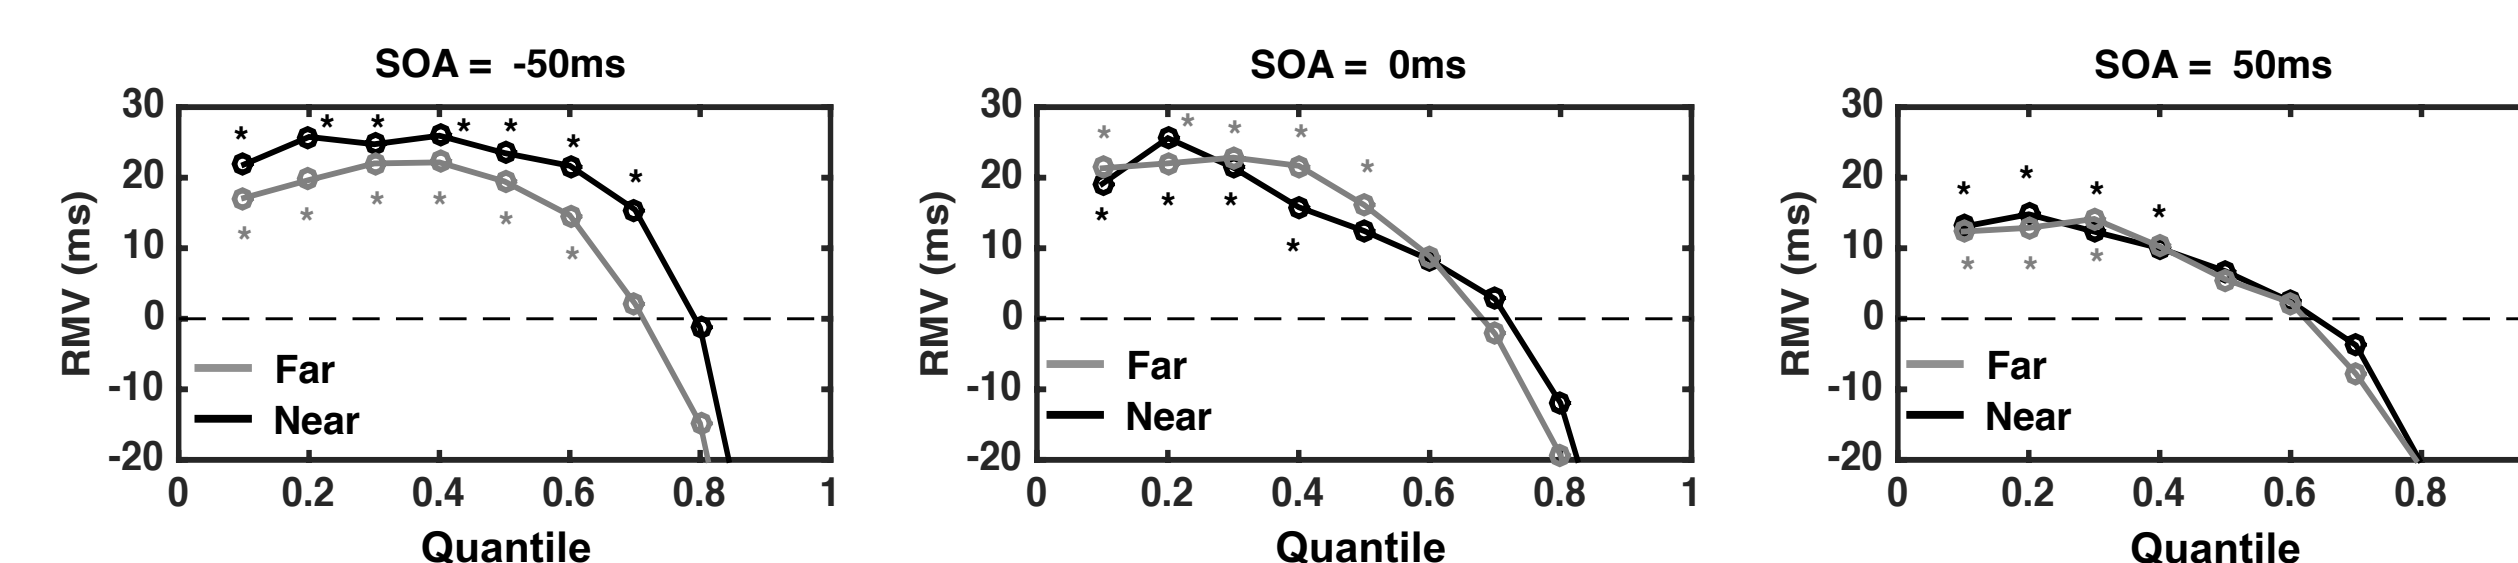 SOA = -50ms
30
20
10
0
-10
-20
RMV (ms)
* * * * * * *
* * * * * *
Far
Near
0 0.2 0.4 0.6 0.8 1
Quantile
SOA = 0ms
30
20
10
0
-10
-20
RMV (ms)
* * * * *
* * * *
Far
Near
0 0.2 0.4 0.6 0.8 1
Quantile
SOA = 50ms
30
20
10
0
-10
-20
RMV (ms)
* * * *
* * *
Far
Near
0 0.2 0.4 0.6 0.8
Quantile